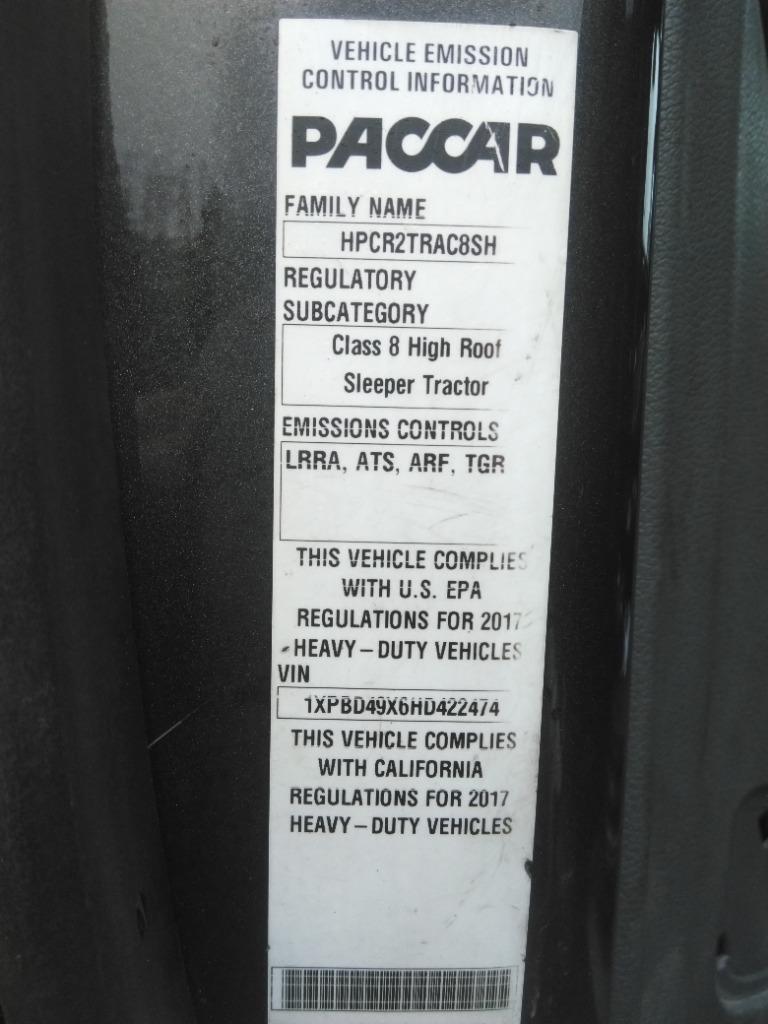 VEHICLE EMISSION
CONTROL INFORMATION
PACCAR
FAMILY NAME
HPCR2TRAC8SH
REGULATORY
SUBCATEGORY
Class 8 High Roof
Sleeper Tractor
EMISSIONS CONTROLS
LRRA, ATS, ARF, TGR
THIS VEHICLE COMPLIES
WITH U.S. EPA
REGULATIONS FOR 2017
HEAVY-DUTY VEHICLES
VIN
1XPBD49X6HD422474
THIS VEHICLE COMPLIES
WITH CALIFORNIA
REGULATIONS FOR 2017
HEAVY-DUTY VEHICLES